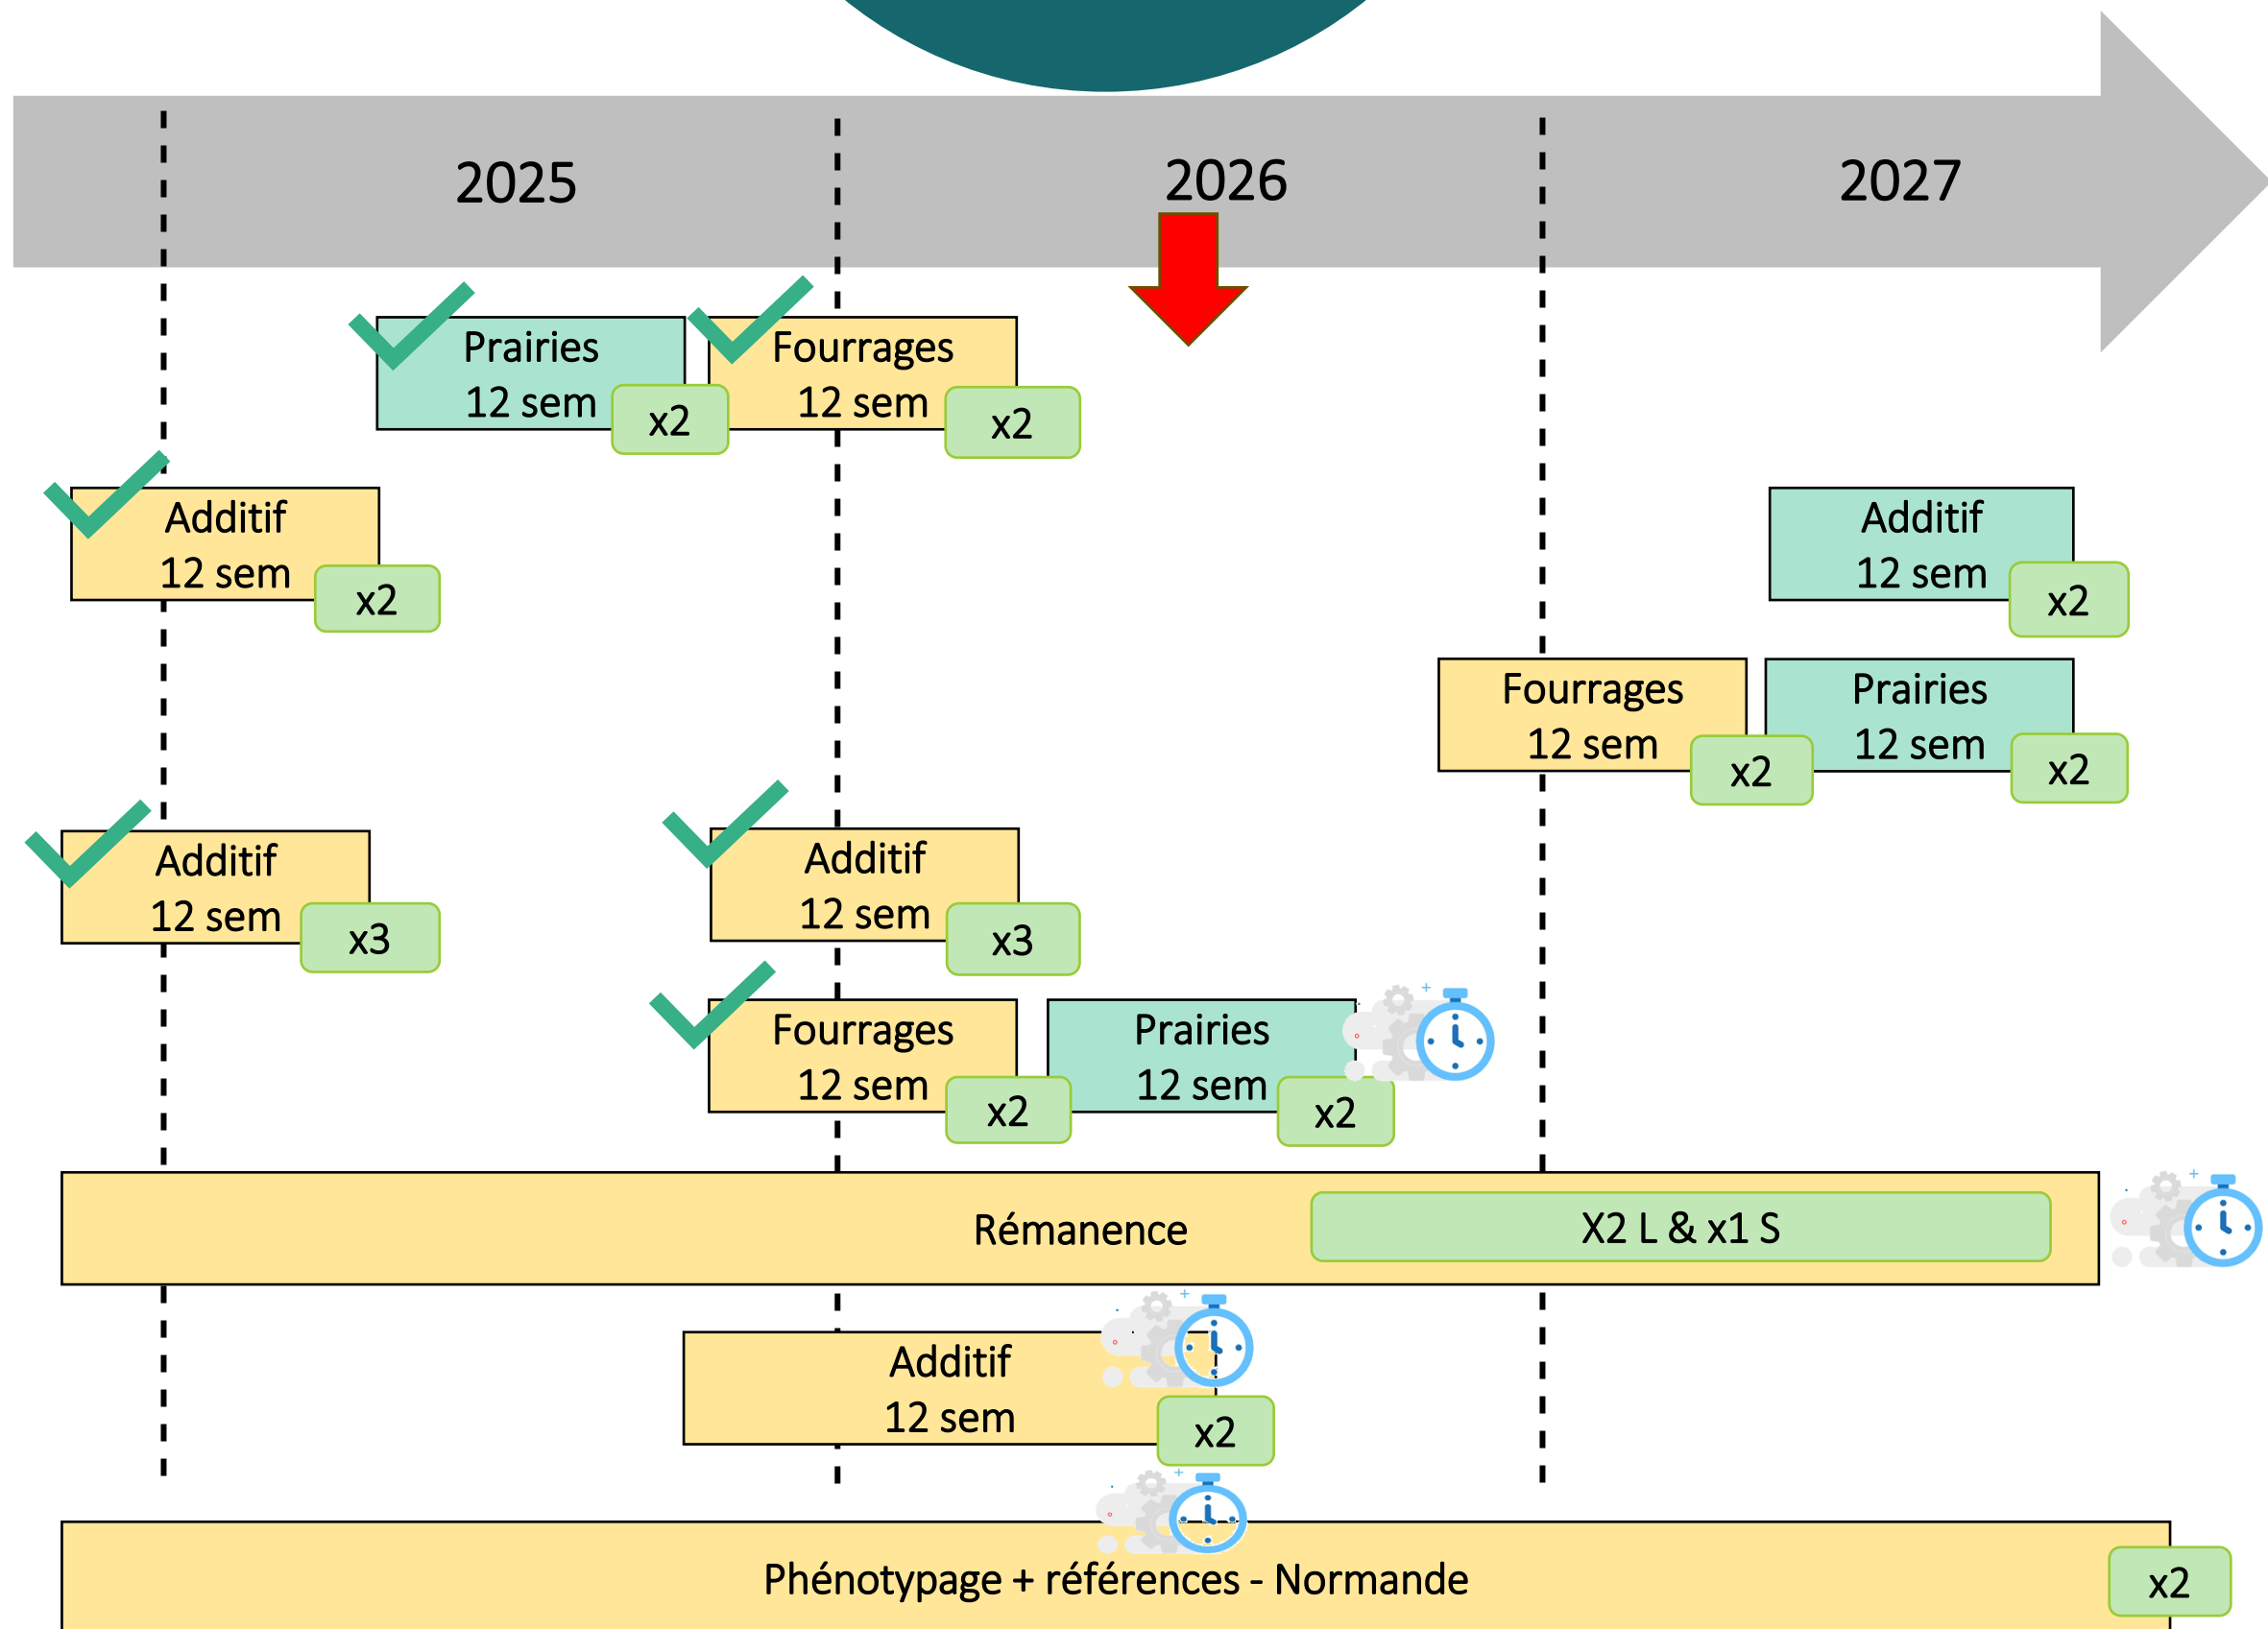 2025
2026
2027
Prairies
12 sem
x2
Fourrages
12 sem
x2
Additif
12 sem
x2
Additif
12 sem
x2
Fourrages
12 sem
x2
Prairies
12 sem
x2
Additif
12 sem
x3
Additif
12 sem
x3
Fourrages
12 sem
x2
Prairies
12 sem
x2
Rémanence
X2 L & x1 S
Additif
12 sem
x2
Phénotypage + références - Normande
x2